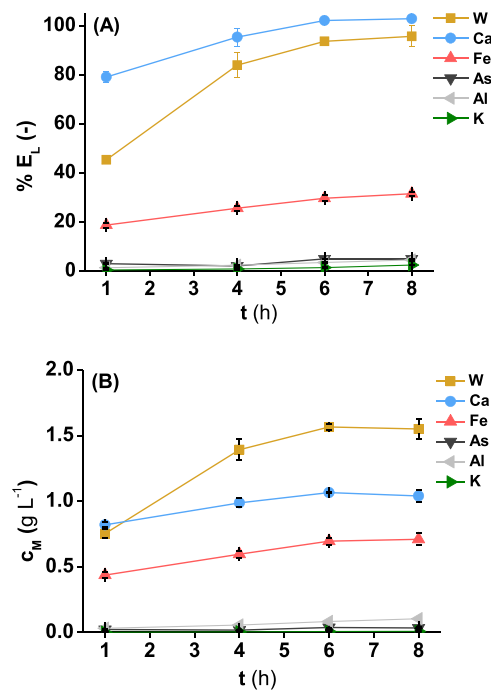 (A)
W
Ca
Fe
As
Al
K
100
80
60
40
20
0
% E_L (-)
1 2 3 4 5 6 7 8
t (h)
(B)
W
Ca
Fe
As
Al
K
2.0
1.5
1.0
0.5
0.0
c_M (g L⁻¹)
1 2 3 4 5 6 7 8
t (h)